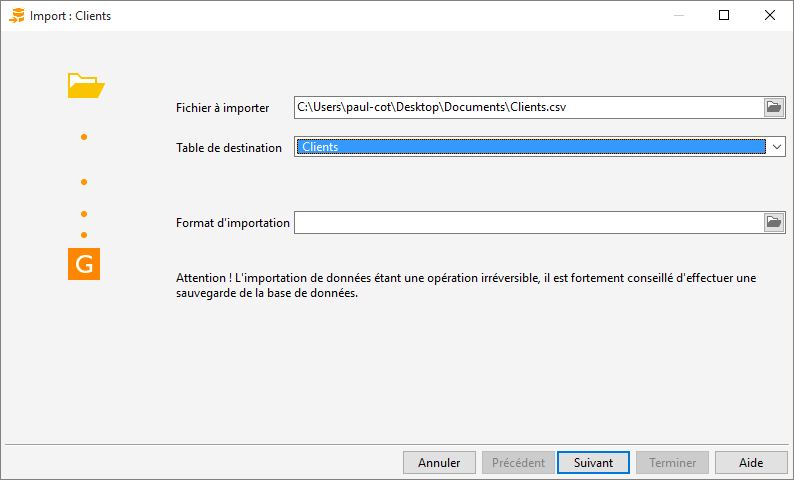 Import : Clients
Fichier à importer
C:\Users\paul-cot\Desktop\Documents\Clients.csv
Table de destination
Clients
Format d'importation
G
Attention ! L'importation de données étant une opération irréversible, il est fortement conseillé d'effectuer une
sauvegarde de la base de données.
Annuler
Précédent
Suivant
Terminer
Aide